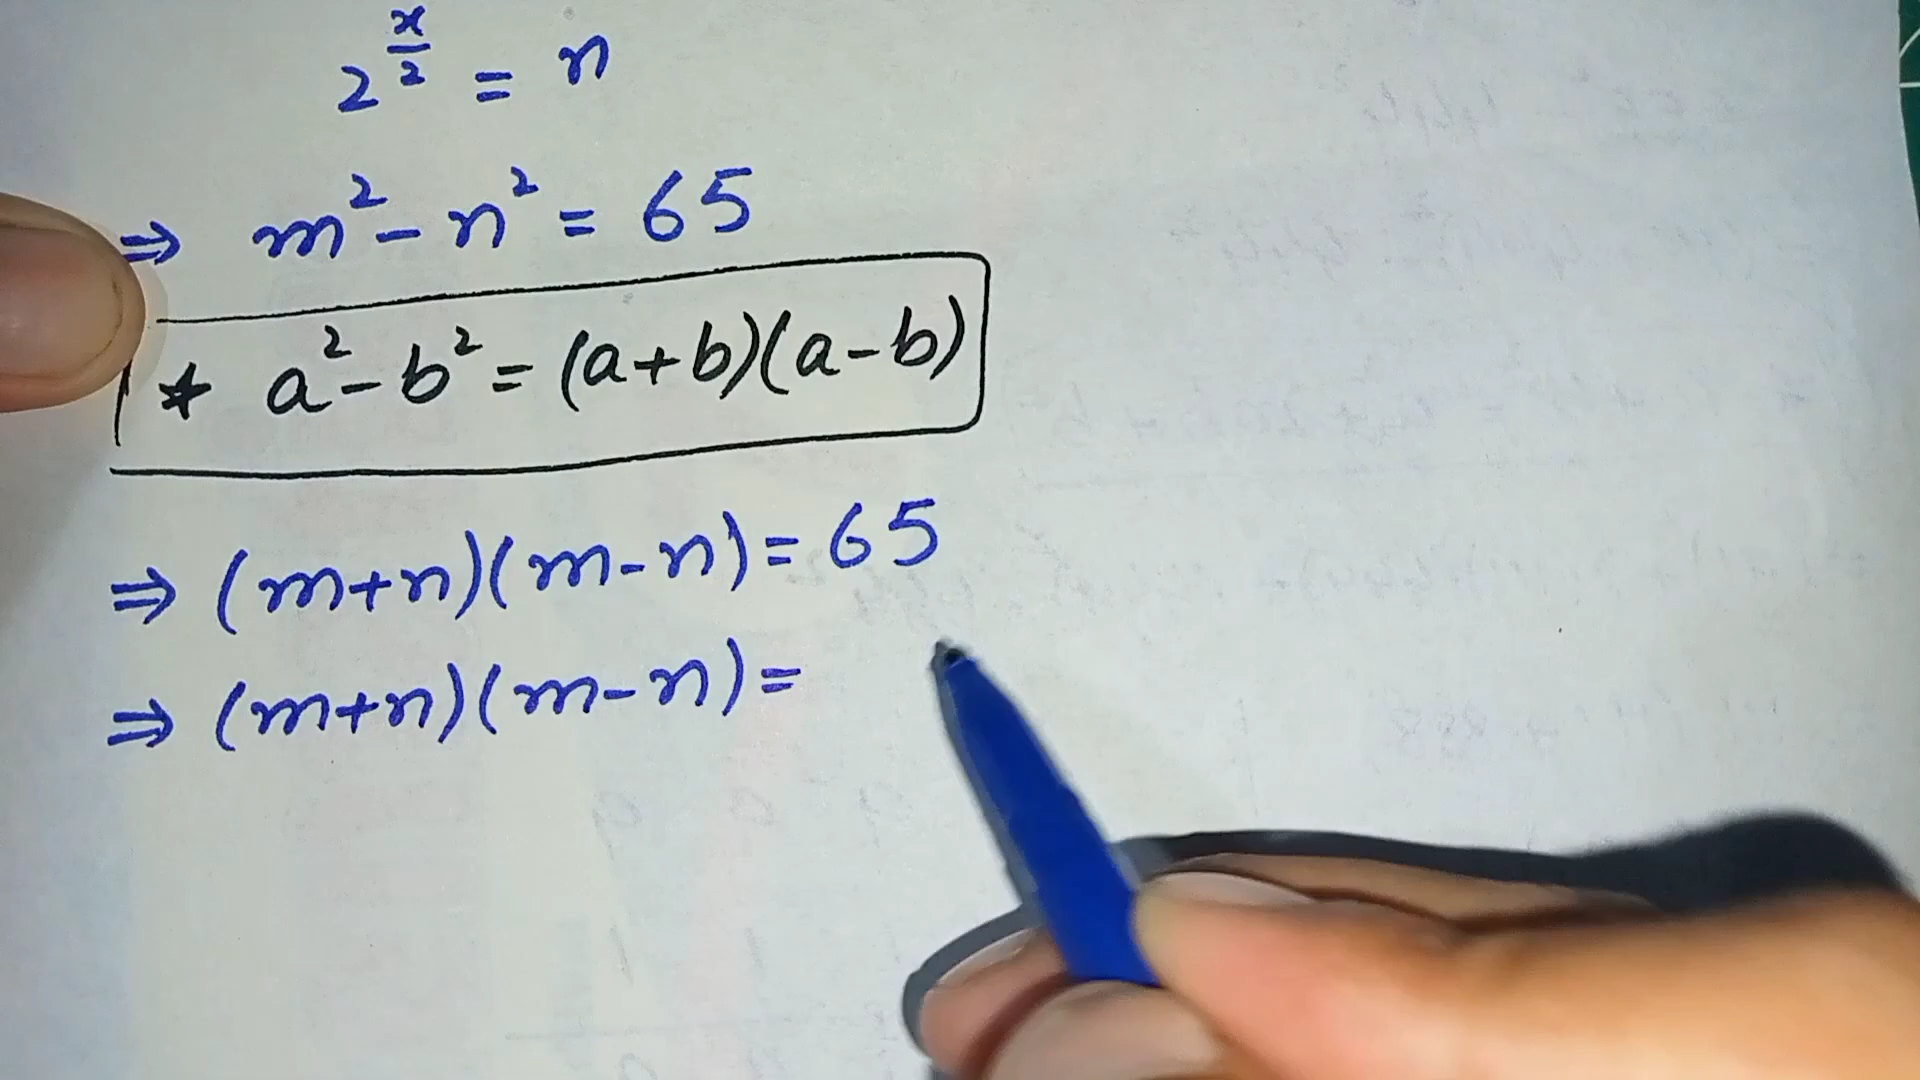 2^{x/2} = n
⇒ m² - n² = 65
* a² - b² = (a+b)(a-b)
⇒ (m+n)(m-n) = 65
⇒ (m+n)(m-n) =